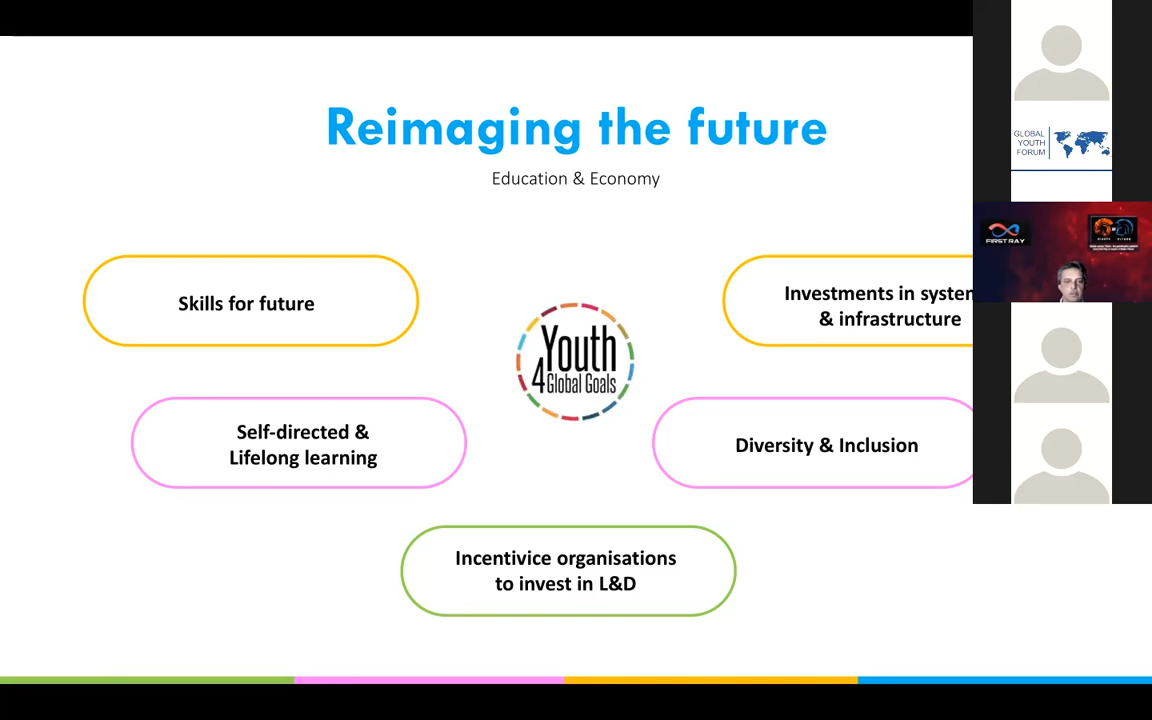 Reimaging the future
Education & Economy
Skills for future
Investments in
& infrastructure
Youth
4 Global Goals
Self-directed &
Lifelong learning
Diversity & Inclusion
Incentivice organisations
to invest in L&D
GLOBAL
YOUTH
FORUM
FIRST RAY